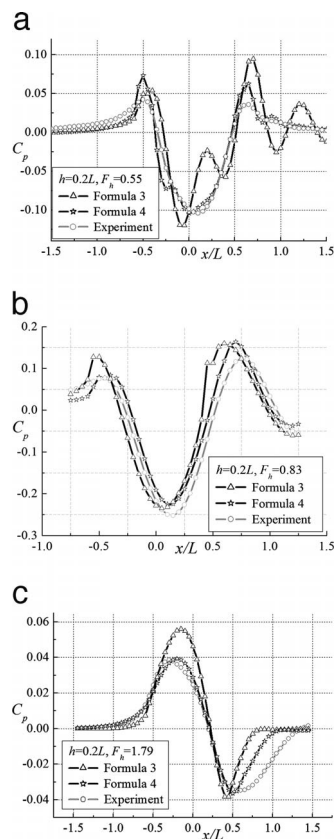 a
0.10
0.05
0.00
-0.05
-0.10
C_p
h=0.2L, F_h=0.55
Formula 3
Formula 4
Experiment
-1.5 -1.0 -0.5 0.0 0.5 1.0 1.5
x/L
b
0.2
0.1
0.0
-0.1
-0.2
-0.3
C_p
h=0.2L, F_h=0.83
Formula 3
Formula 4
Experiment
-1.0 -0.5 0.0 0.5 1.0 1.5
x/L
c
0.06
0.04
0.02
0.00
-0.02
-0.04
C_p
h=0.2L, F_h=1.79
Formula 3
Formula 4
Experiment
-1.5 -1.0 -0.5 0.0 0.5 1.0 1.5
x/L